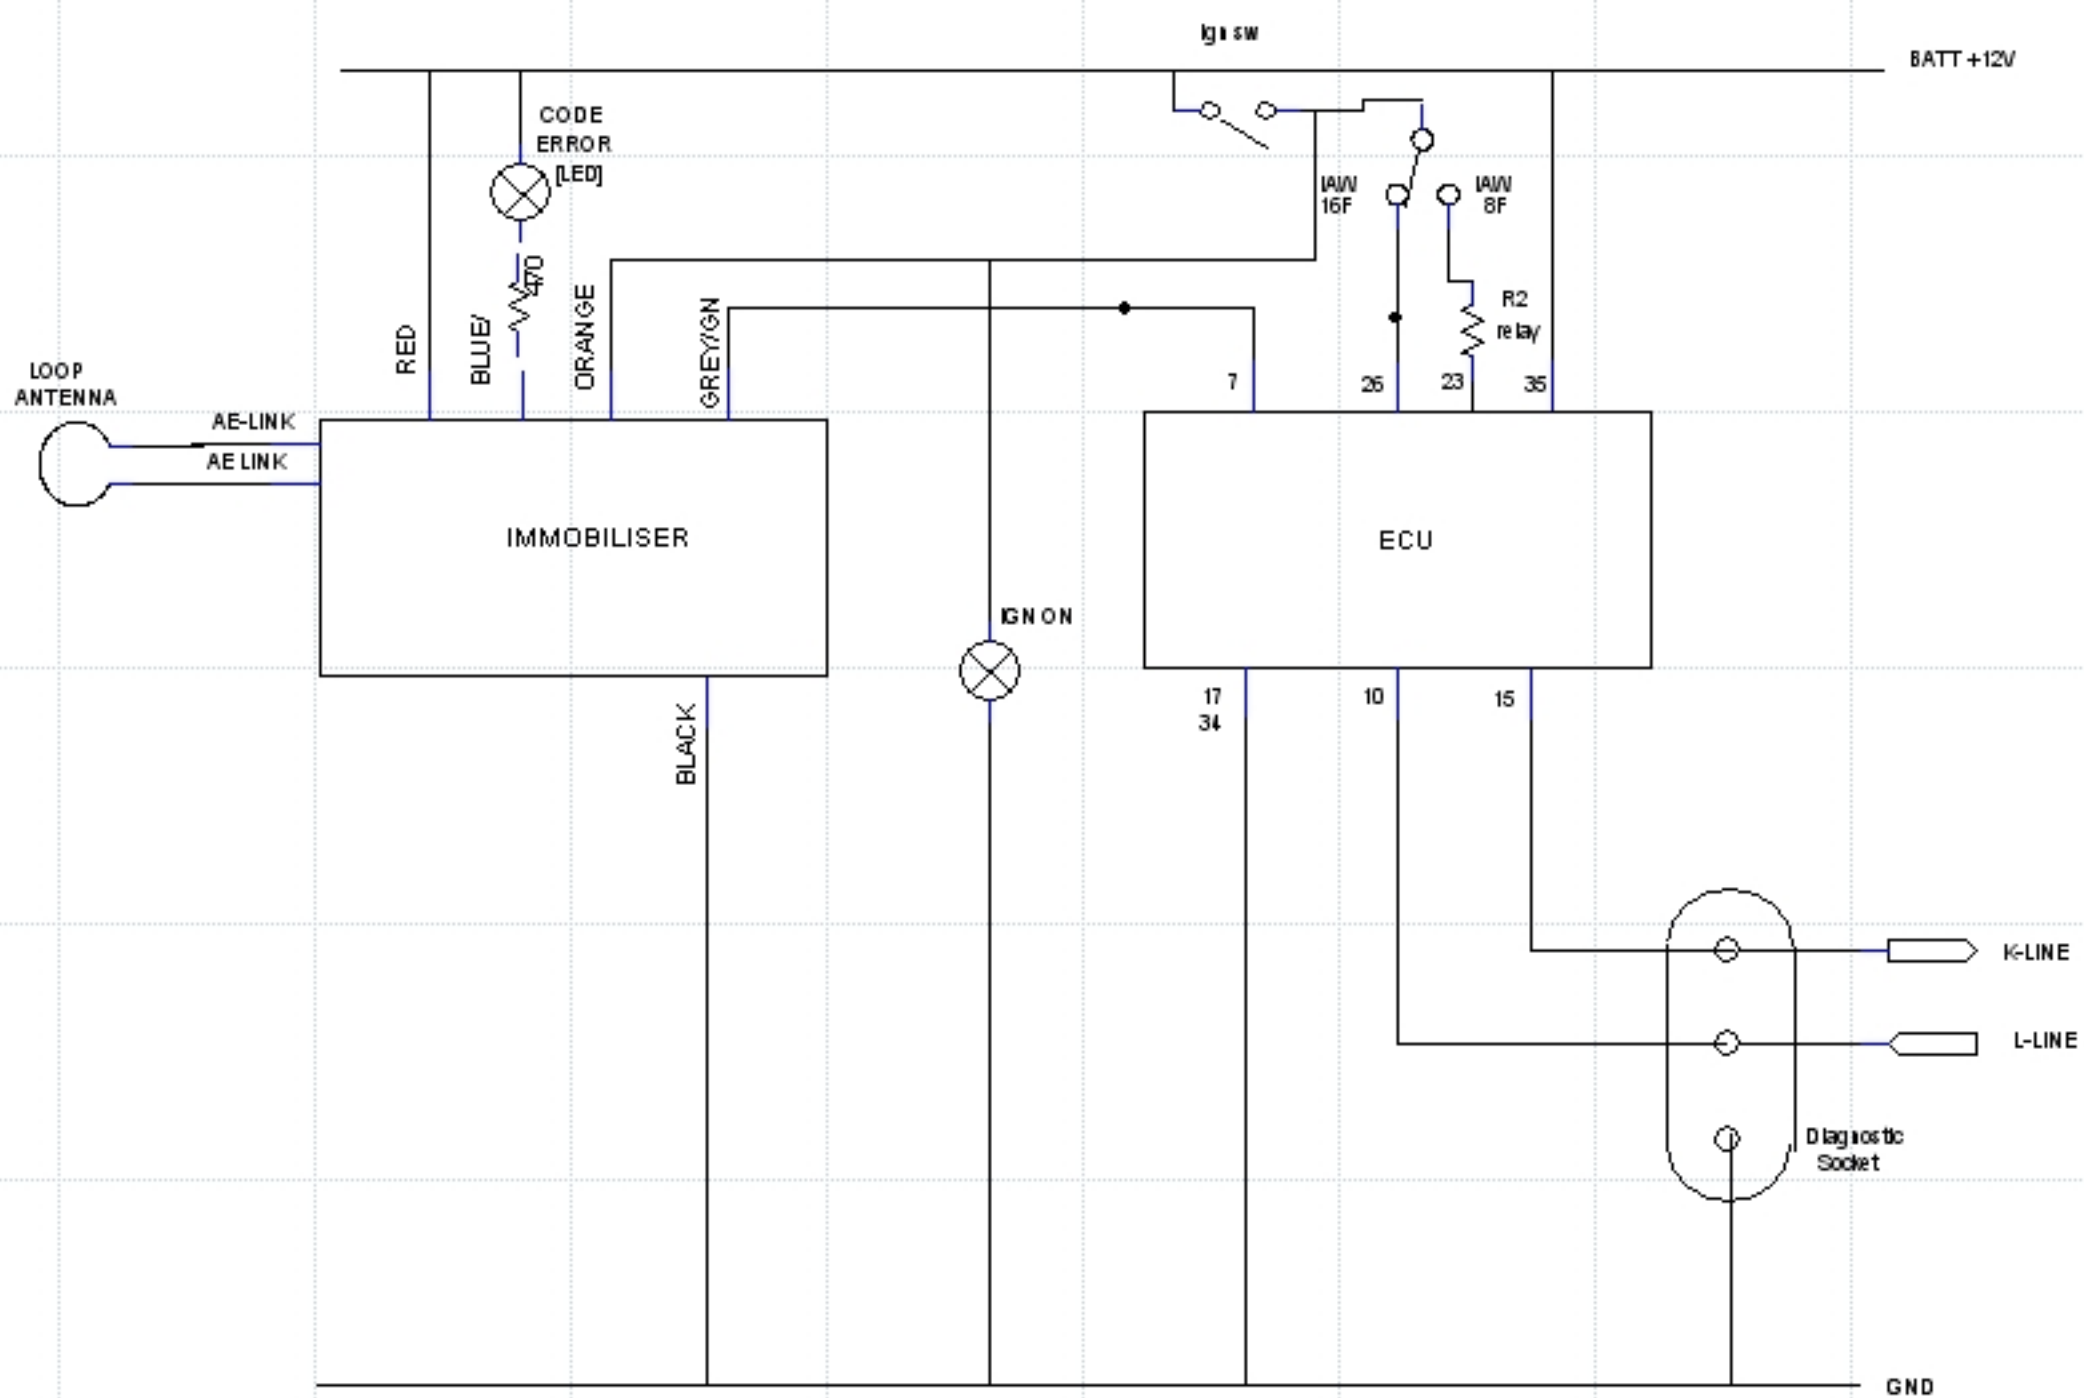 Ign sw
BATT +12V
CODE
ERROR
[LED]
IAW
16F
IAW
8F
470
R2
relay
RED
BLUE/
ORANGE
GREY/GN
LOOP
ANTENNA
AE-LINK
AE LINK
7
26
23
35
IMMOBILISER
ECU
IGN ON
BLACK
17
34
10
15
K-LINE
L-LINE
Diagnostic
Socket
GND